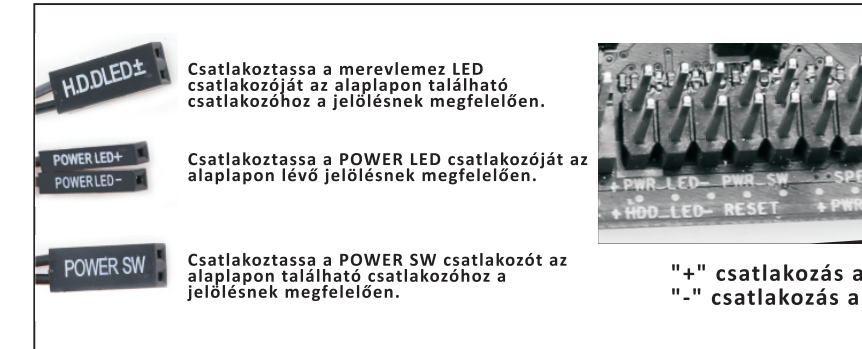 H.D.DLED±
Csatlakoztassa a merevlemez LED
csatlakozóját az alaplapon található
csatlakozóhoz a jelölésnek megfelelően.
POWER LED+
POWER LED-
Csatlakoztassa a POWER LED csatlakozóját az
alaplapon lévő jelölésnek megfelelően.
POWER SW
Csatlakoztassa a POWER SW csatlakozót az
alaplapon található csatlakozóhoz a
jelölésnek megfelelően.
+PWR_LED- PWR_SW
+HDD_LED- RESET +PWR
"+" csatlakozás
"-" csatlakozás